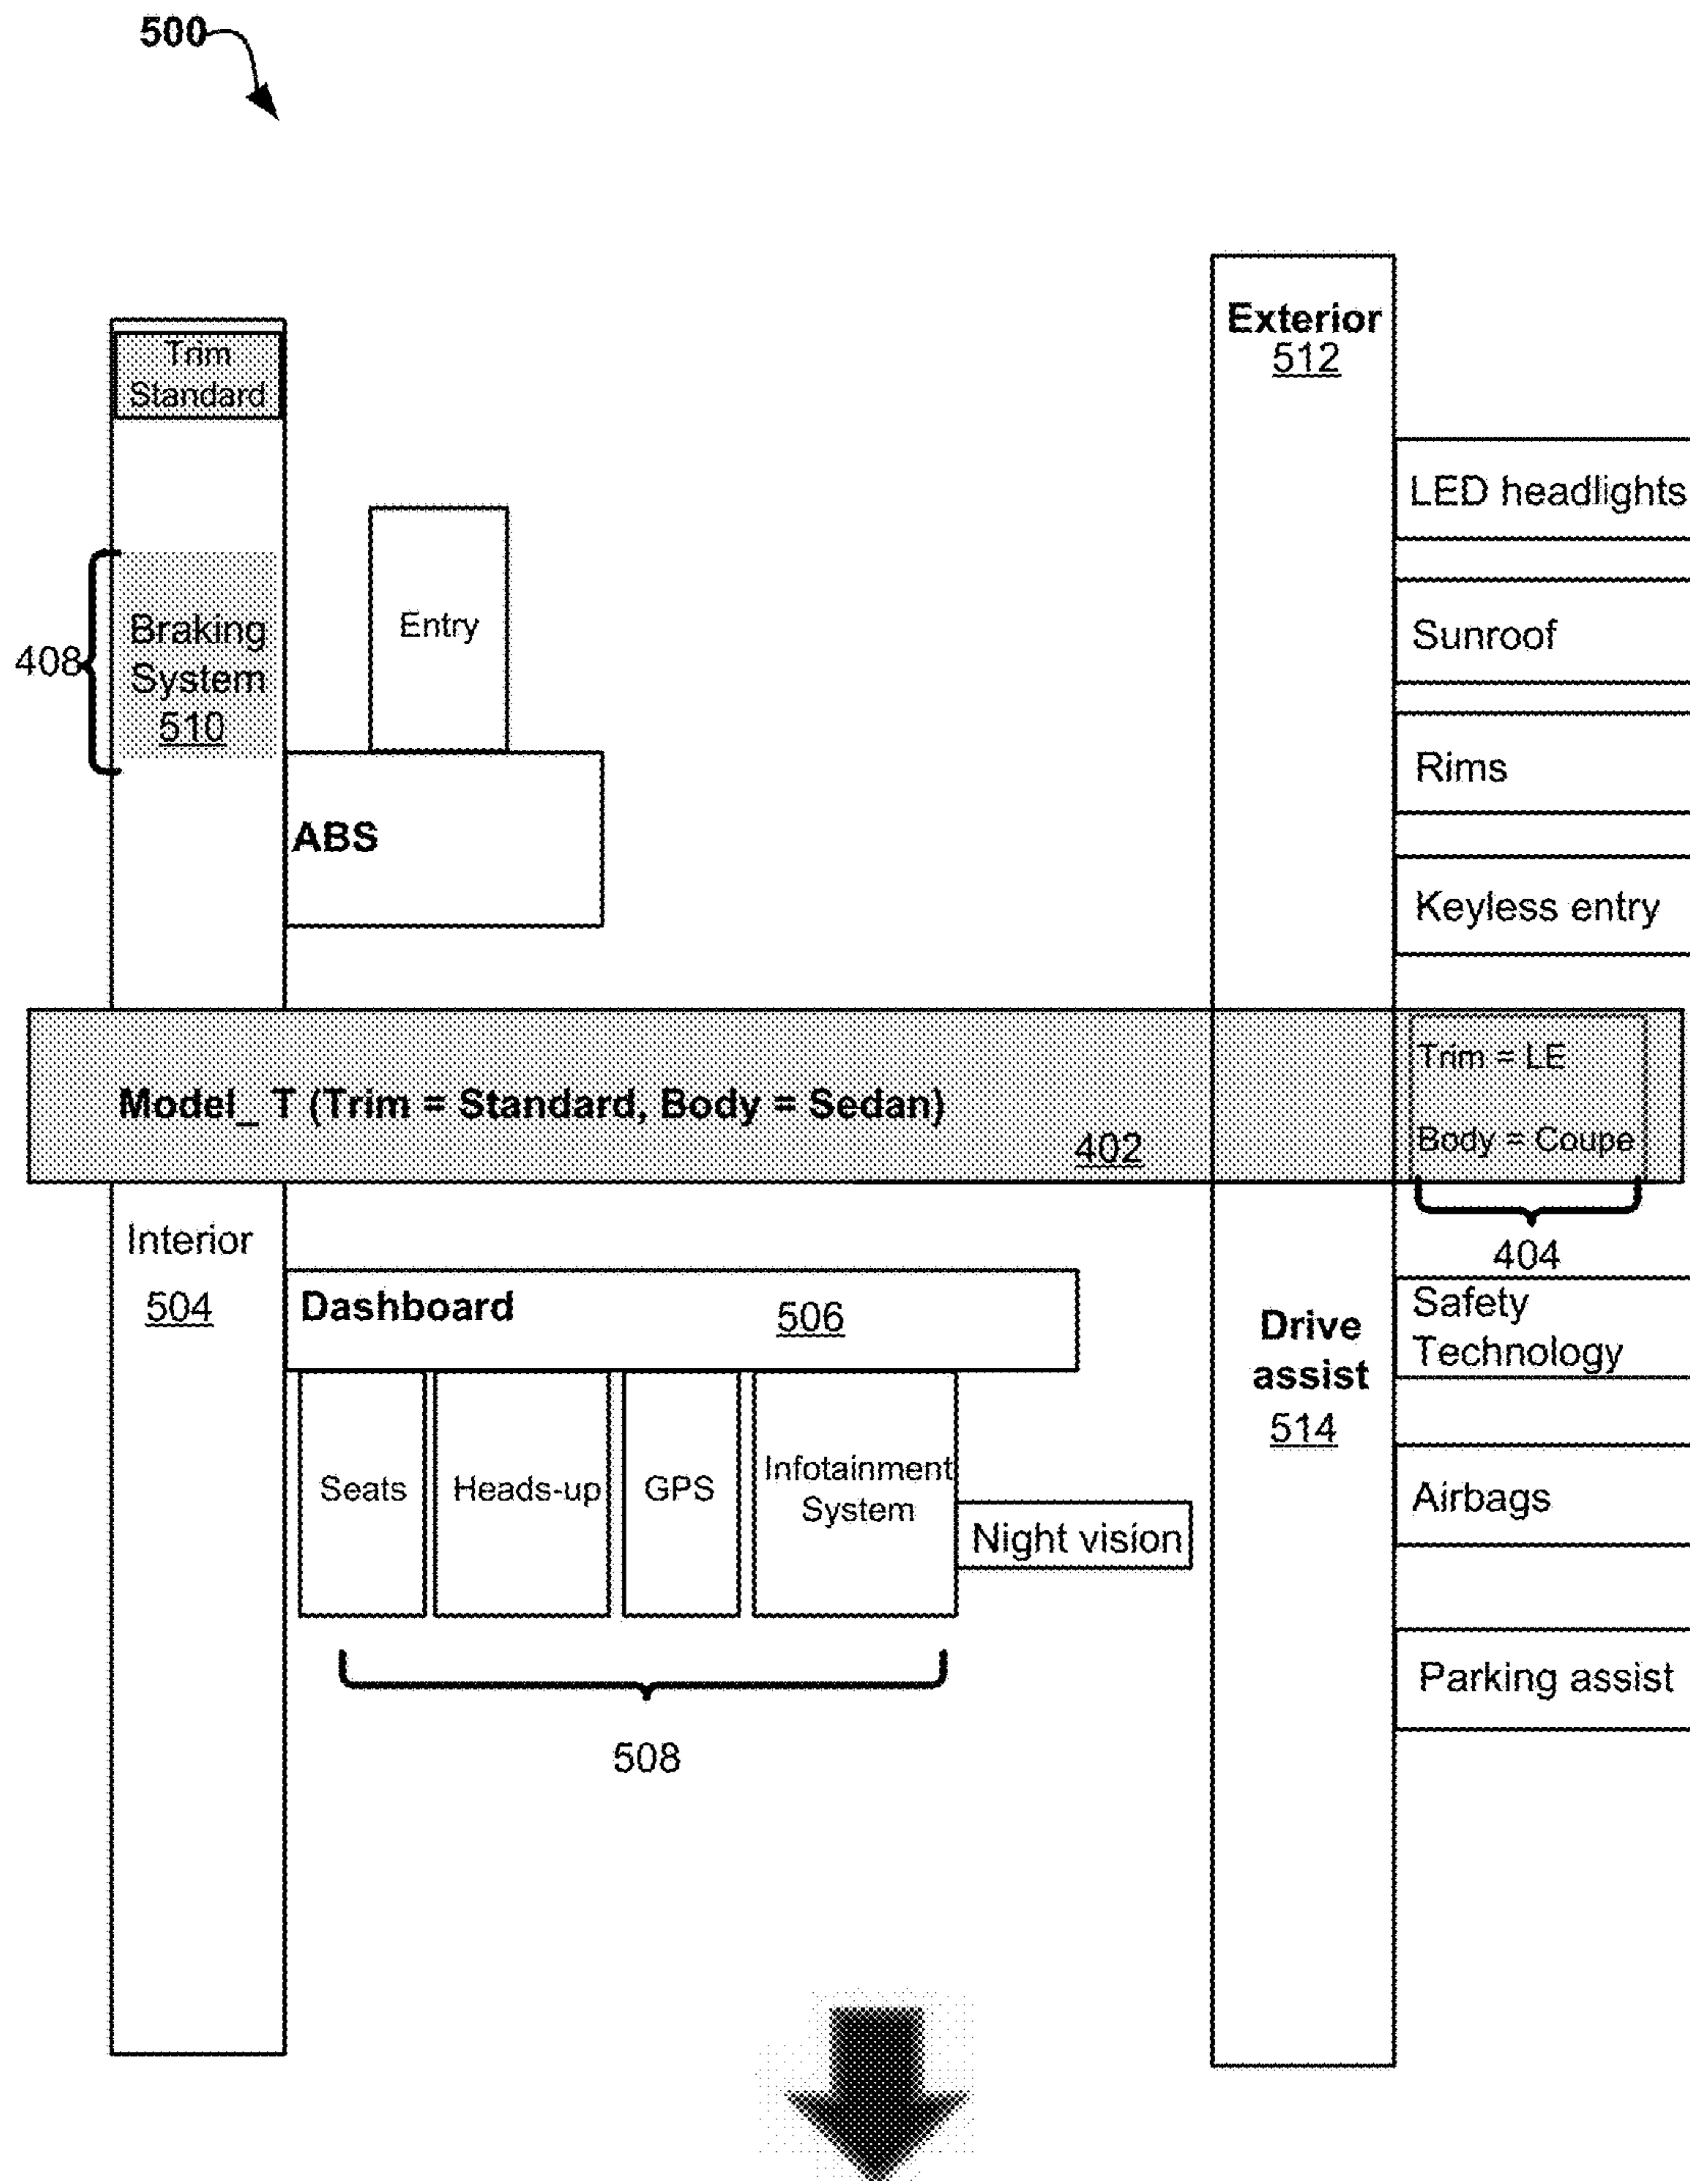 500
Exterior
512
Trim
Standard
LED headlights
Entry
Braking
System
510
408
Sunroof
Rims
ABS
Keyless entry
Model_ T (Trim = Standard, Body = Sedan)
402
Trim = LE
Body = Coupe
404
Interior
504
Dashboard
506
Drive
assist
514
Safety
Technology
Seats
Heads-up
GPS
Infotainment
System
Night vision
Airbags
508
Parking assist